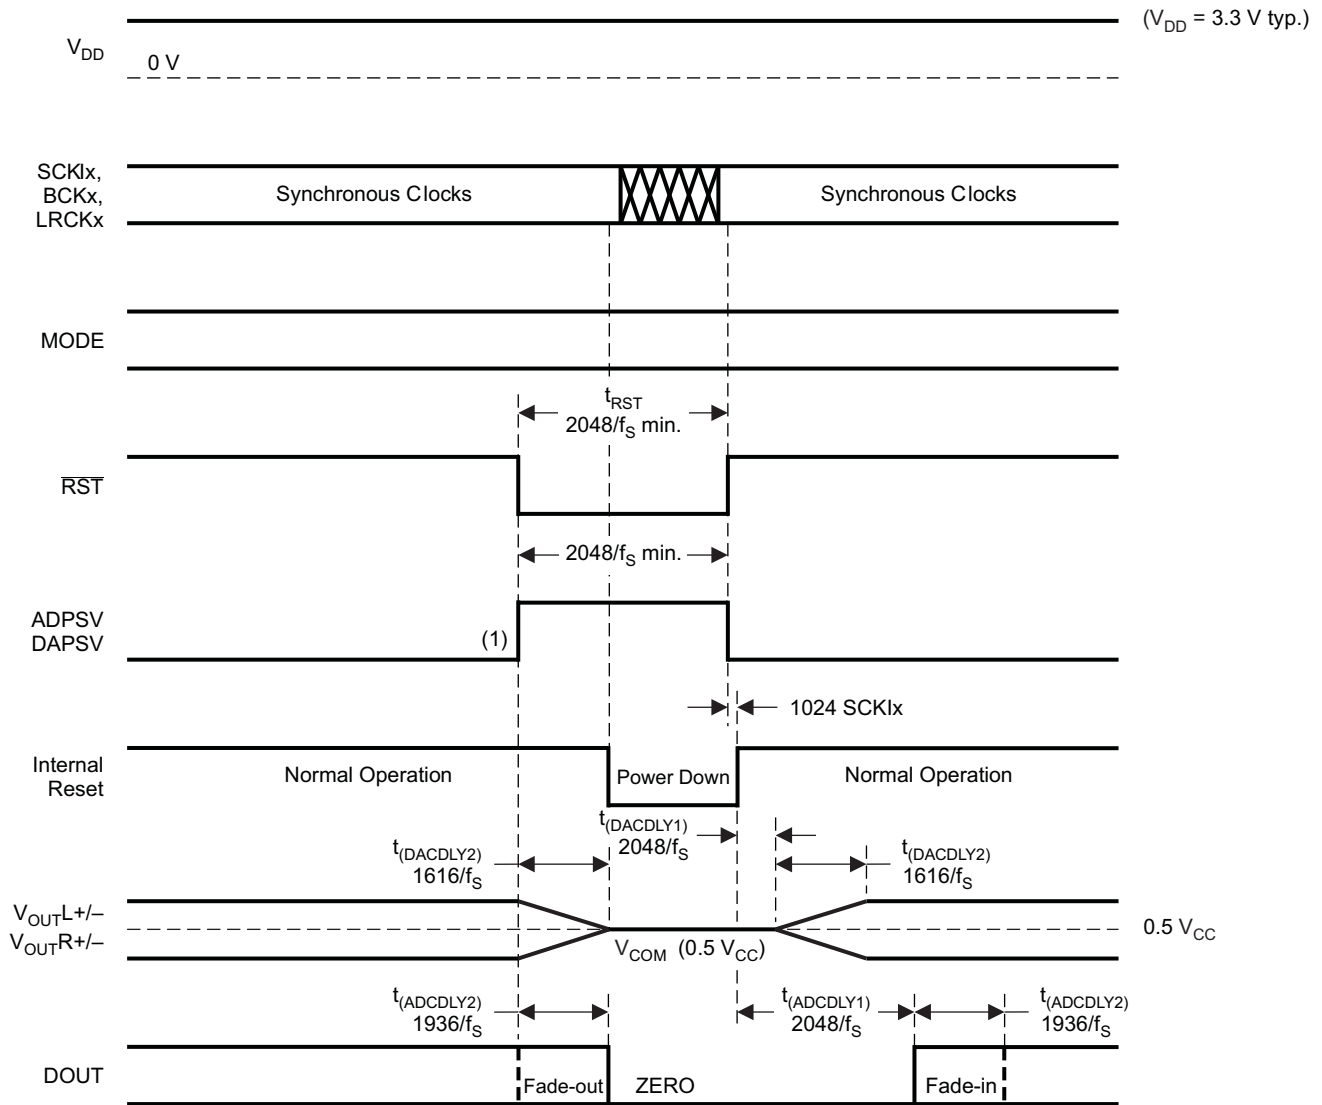 (VDD = 3.3 V typ.)
VDD
0 V
SCKIx,
BCKx,
LRCKx
Synchronous Clocks
Synchronous Clocks
MODE
tRST
2048/fS min.
RST
2048/fS min.
ADPSV
DAPSV
(1)
1024 SCKIx
Internal
Reset
Normal Operation
Power Down
Normal Operation
t(DACDLY1)
2048/fS
t(DACDLY2)
1616/fS
t(DACDLY2)
1616/fS
VOUTL+/–
VOUTR+/–
VCOM (0.5 VCC)
0.5 VCC
t(ADCDLY2)
1936/fS
t(ADCDLY1)
2048/fS
t(ADCDLY2)
1936/fS
DOUT
Fade-out
ZERO
Fade-in